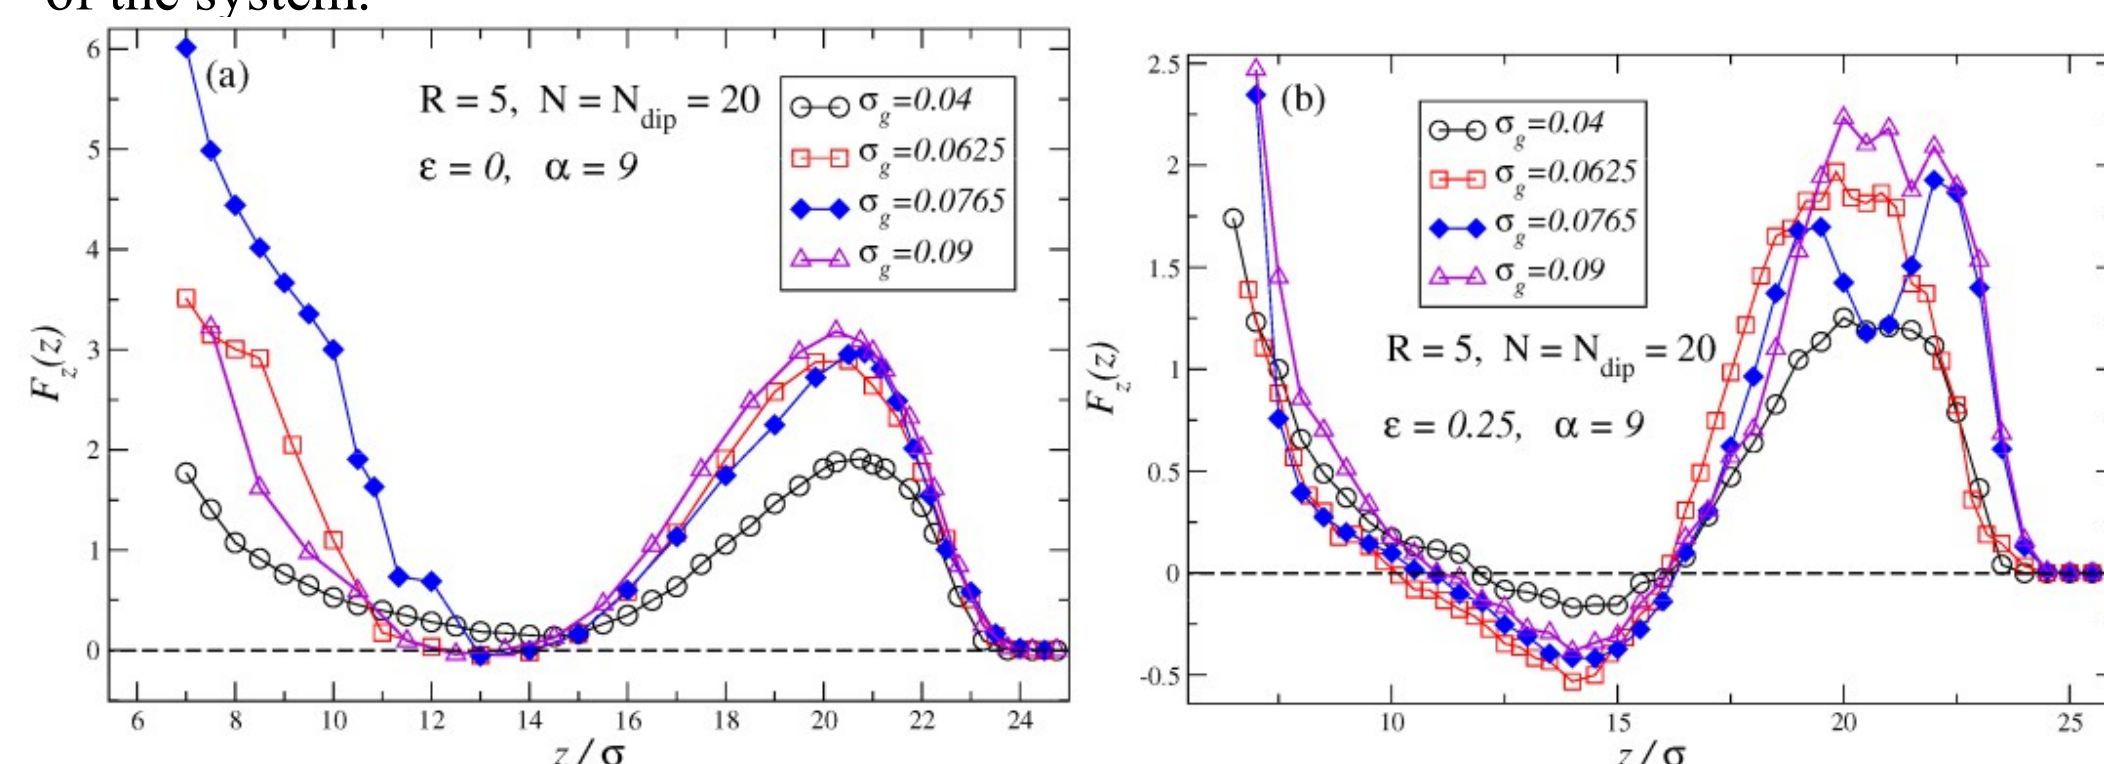 of the system.
(a)
R = 5, N = N_dip = 20
ε = 0, α = 9
σ_g=0.04
σ_g=0.0625
σ_g=0.0765
σ_g=0.09
F_z(z)
6
5
4
3
2
1
0
6 8 10 12 14 16 18 20 22 24
z / σ
(b)
σ_g=0.04
σ_g=0.0625
σ_g=0.0765
σ_g=0.09
R = 5, N = N_dip = 20
ε = 0.25, α = 9
F_z(z)
2.5
2
1.5
1
0.5
0
-0.5
10 15 20 25
z / σ